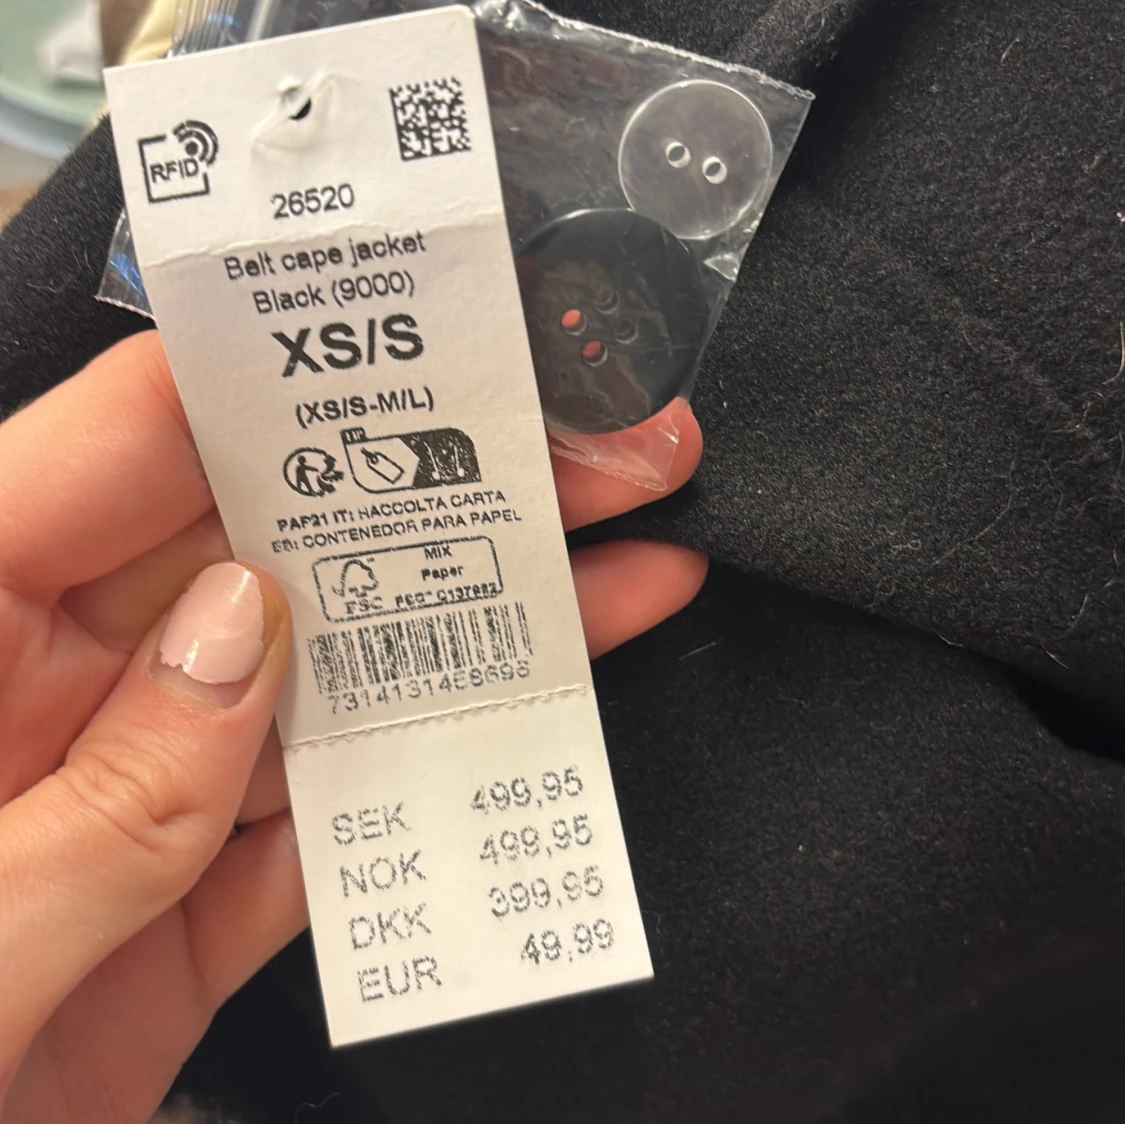 RFID
26520
Belt cape jacket
Black (9000)
XS/S
(XS/S-M/L)
PAP21 IT: RACCOLTA CARTA
ES: CONTENEDOR PARA PAPEL
MIX
Paper
FSC
SEK 499,95
NOK 499,95
DKK 399,95
EUR 49,99